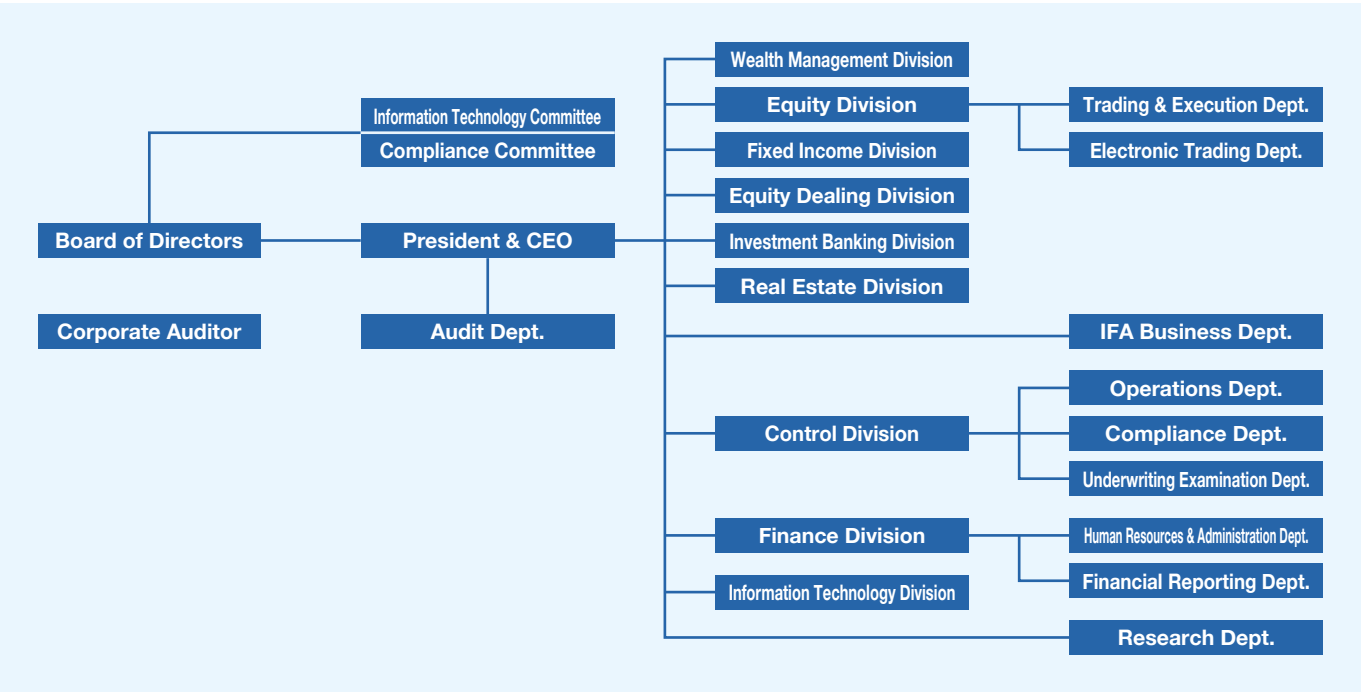 Information Technology Committee
Compliance Committee
Board of Directors
President & CEO
Corporate Auditor
Audit Dept.
Wealth Management Division
Equity Division
Trading & Execution Dept.
Electronic Trading Dept.
Fixed Income Division
Equity Dealing Division
Investment Banking Division
Real Estate Division
IFA Business Dept.
Control Division
Operations Dept.
Compliance Dept.
Underwriting Examination Dept.
Finance Division
Human Resources & Administration Dept.
Financial Reporting Dept.
Information Technology Division
Research Dept.